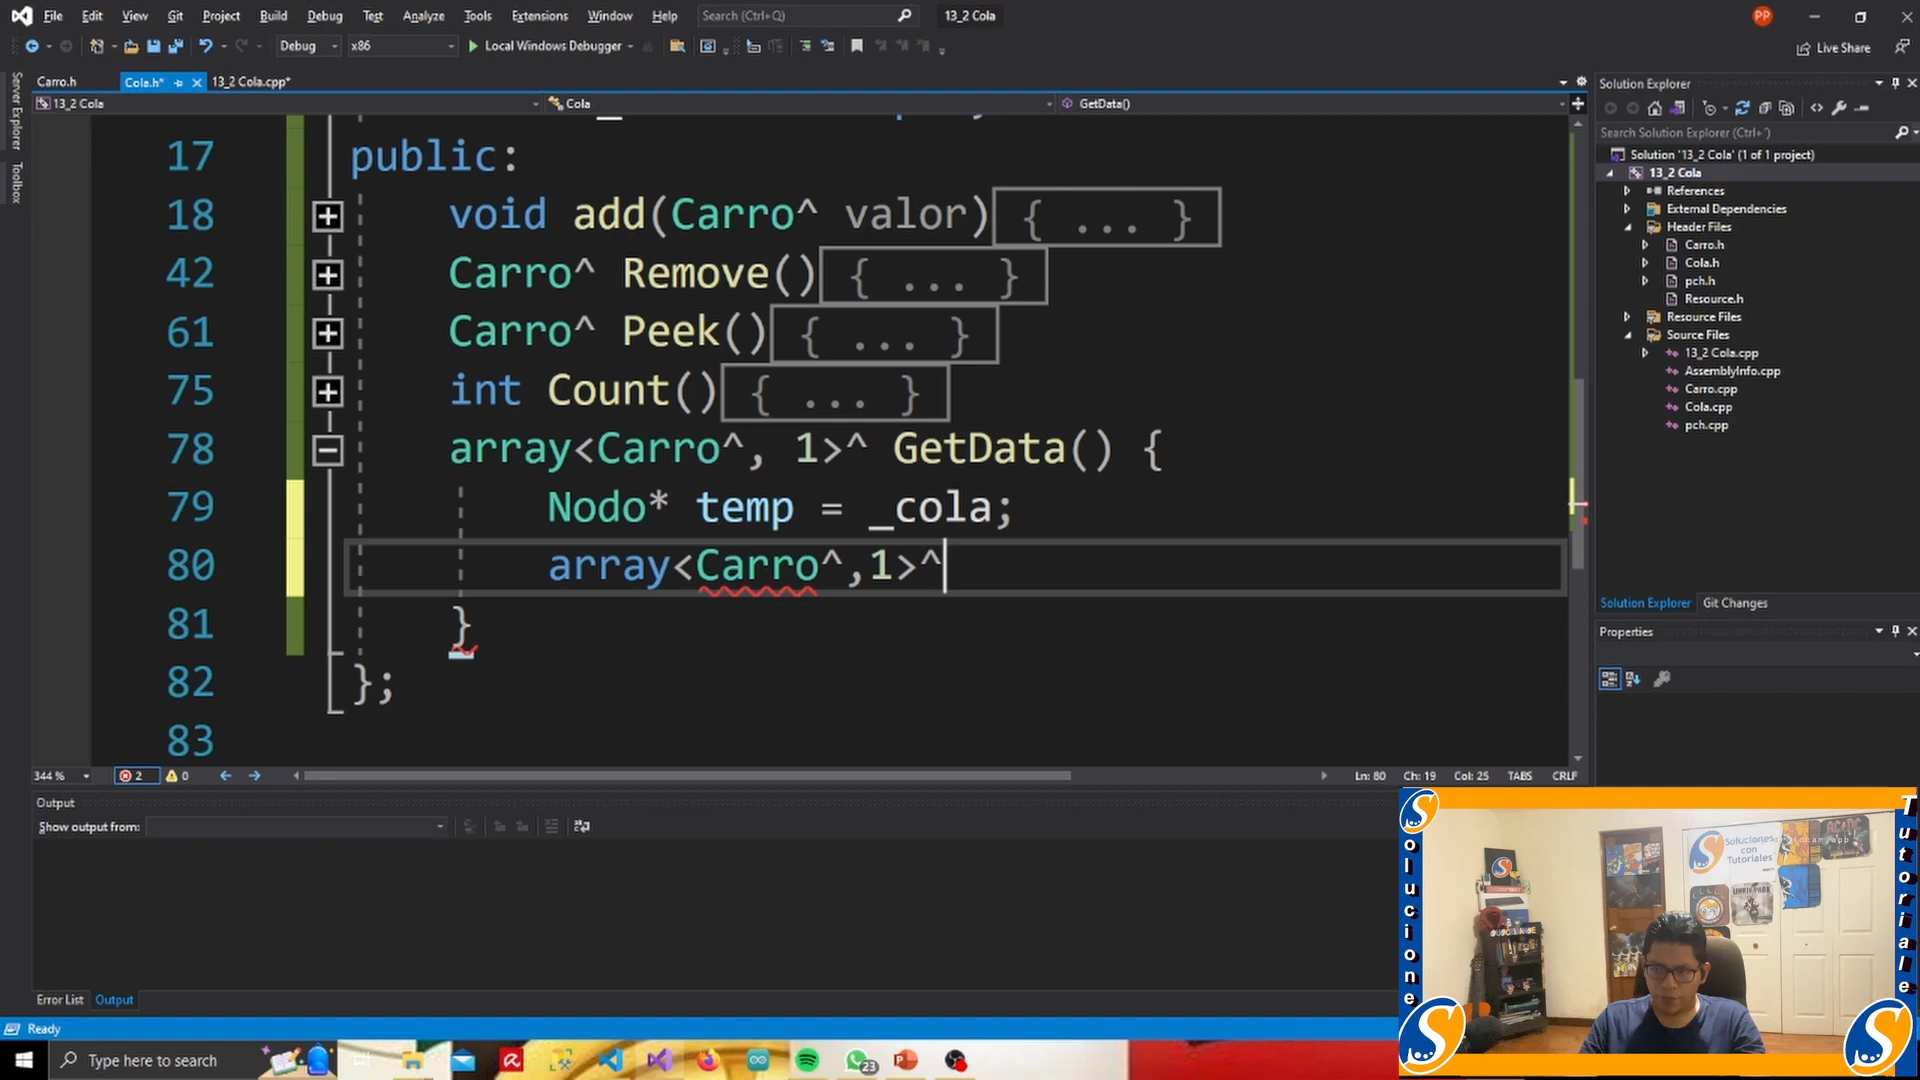 File Edit View Project Build Debug Test Analyze Tools Extensions Window Help Search (Ctrl+Q) 13_2 Cola PP
Debug x86 Local Windows Debugger Live Share
Server Explorer
Toolbox
Carro.h Cola.h* 13_2 Cola.cpp*
13_2 Cola Cola GetData()
17 public:
18 void add(Carro^ valor){ ... }
42 Carro^ Remove(){ ... }
61 Carro^ Peek(){ ... }
75 int Count(){ ... }
78 array<Carro^, 1>^ GetData() {
79 Nodo* temp = _cola;
80 array<Carro^,1>^
81 }
82 };
83
344 % 2 0 Ln: 80 Ch: 19 Col: 25 TABS CRLF
Output
Show output from:
Error List Output
Ready
Solution Explorer
Search Solution Explorer (Ctrl+')
Solution '13_2 Cola' (1 of 1 project)
13_2 Cola
References
External Dependencies
Header Files
Carro.h
Cola.h
pch.h
Resource.h
Resource Files
Source Files
13_2 Cola.cpp
AssemblyInfo.cpp
Carro.cpp
Cola.cpp
pch.cpp
Solution Explorer Git Changes
Properties
Solucione
Tutoriale
Soluciones
con
Tutoriales
Type here to search
23